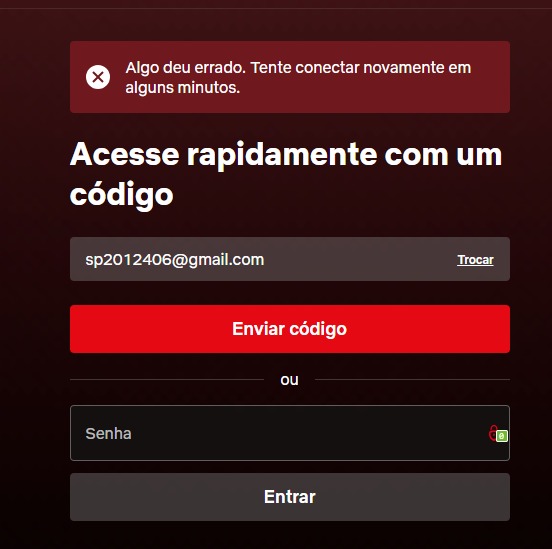 Algo deu errado. Tente conectar novamente em
alguns minutos.
Acesse rapidamente com um
código
sp2012406@gmail.com Trocar
Enviar código
ou
Senha
Entrar